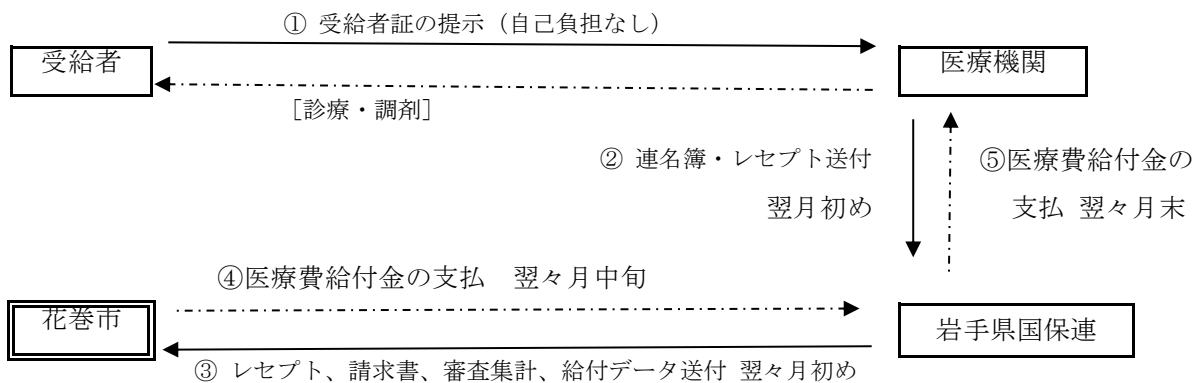 ① 受給者証の提示（自己負担なし）
受給者
医療機関
［診療・調剤］
② 連名簿・レセプト送付
翌月初め
⑤医療費給付金の
支払 翌々月末
④医療費給付金の支払　翌々月中旬
花巻市
岩手県国保連
③ レセプト、請求書、審査集計、給付データ送付 翌々月初め